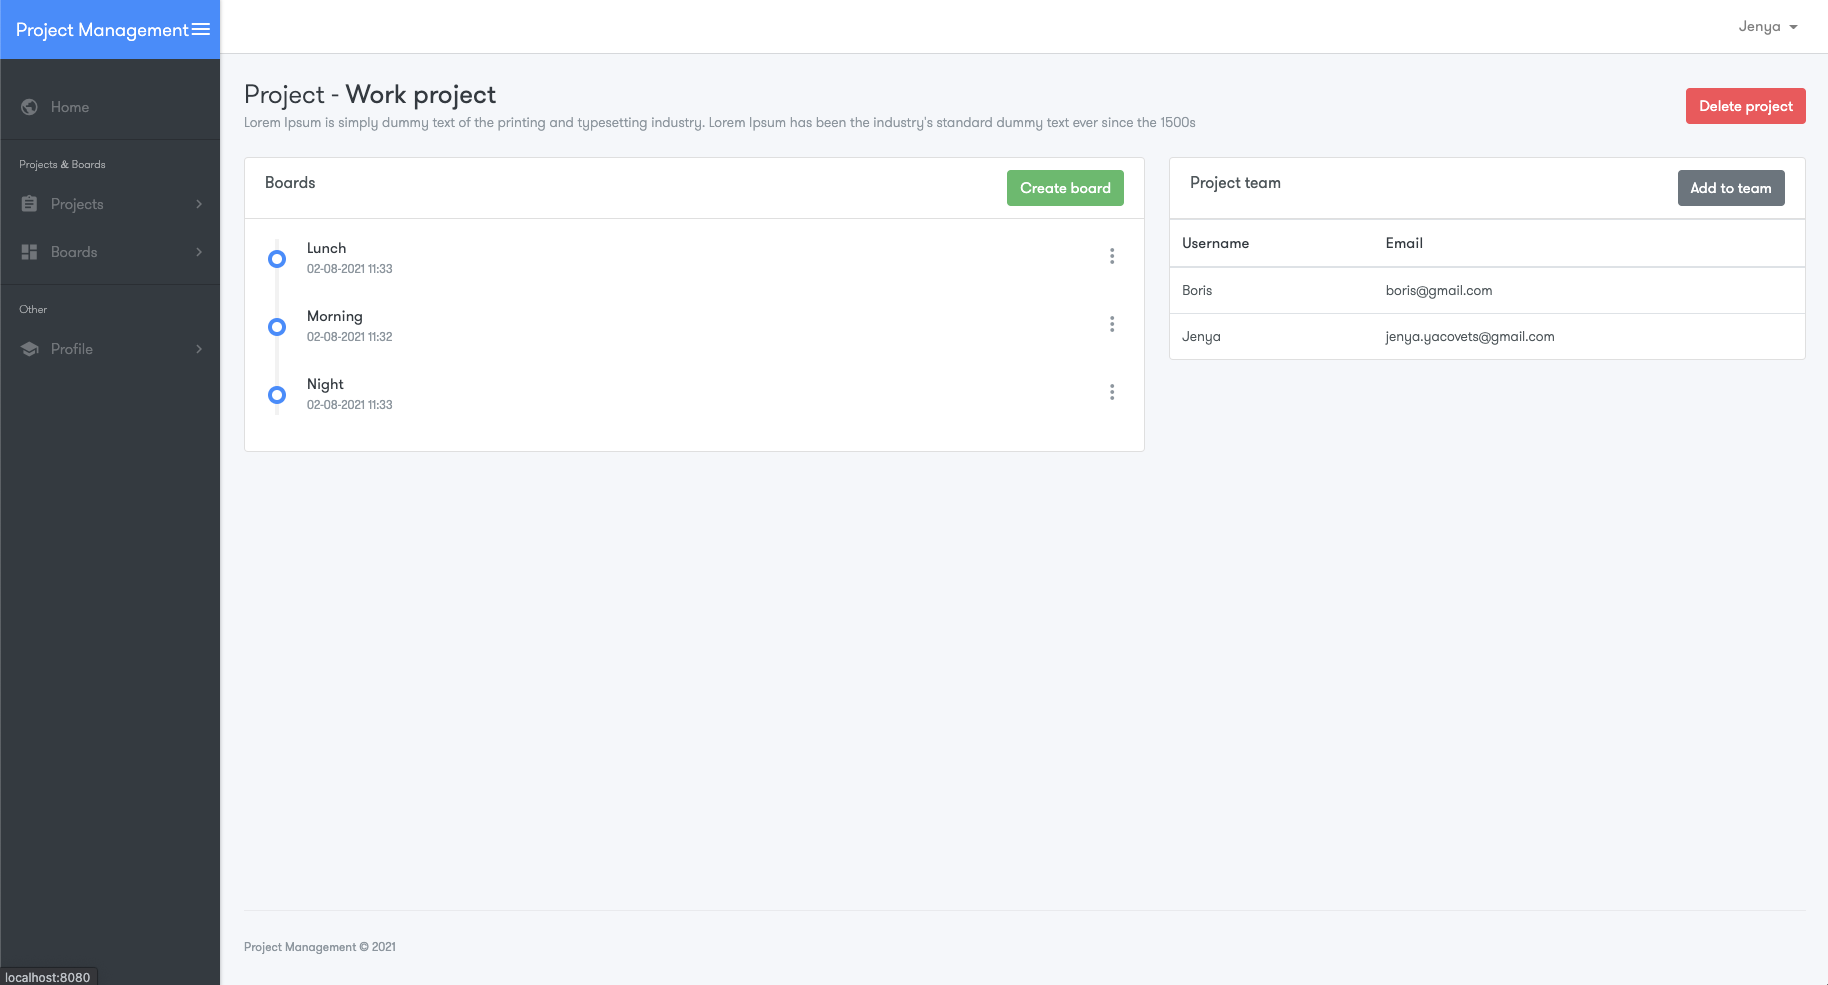 Project Management
Jenya
Home
Projects & Boards
Projects
Boards
Other
Profile
Project - Work project
Lorem Ipsum is simply dummy text of the printing and typesetting industry. Lorem Ipsum has been the industry's standard dummy text ever since the 1500s
Delete project
Boards
Create board
Lunch
02-08-2021 11:33
Morning
02-08-2021 11:32
Night
02-08-2021 11:33
Project team
Add to team
Username Email
Boris boris@gmail.com
Jenya jenya.yacovets@gmail.com
Project Management © 2021
localhost:8080